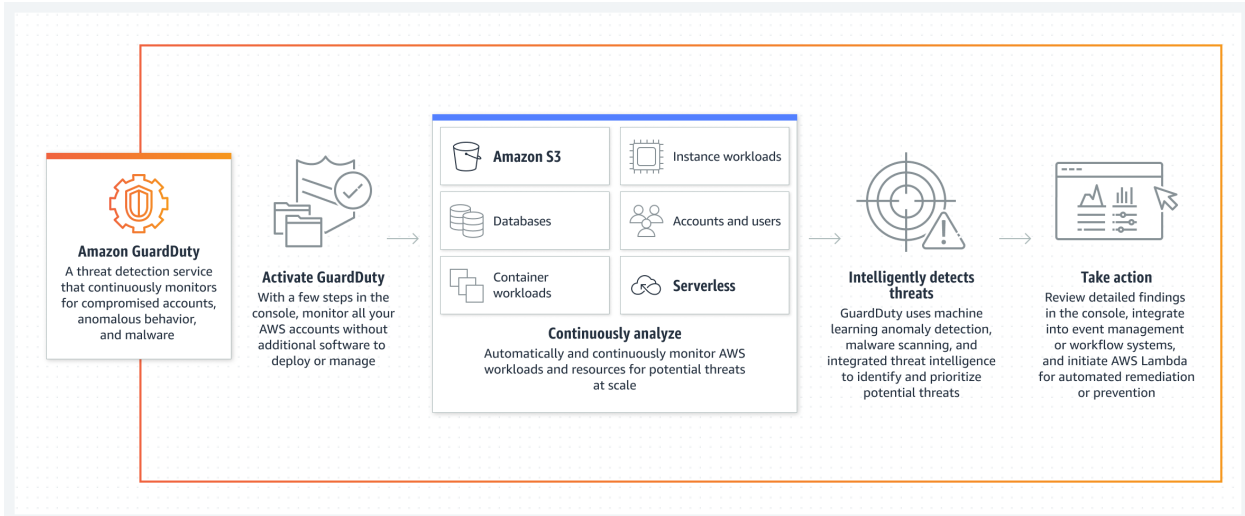 Amazon GuardDuty
A threat detection service
that continuously monitors
for compromised accounts,
anomalous behavior,
and malware
Activate GuardDuty
With a few steps in the
console, monitor all your
AWS accounts without
additional software to
deploy or manage
Amazon S3
Instance workloads
Databases
Accounts and users
Container
workloads
Serverless
Continuously analyze
Automatically and continuously monitor AWS
workloads and resources for potential threats
at scale
Intelligently detects
threats
GuardDuty uses machine
learning anomaly detection,
malware scanning, and
integrated threat intelligence
to identify and prioritize
potential threats
Take action
Review detailed findings
in the console, integrate
into event management
or workflow systems,
and initiate AWS Lambda
for automated remediation
or prevention